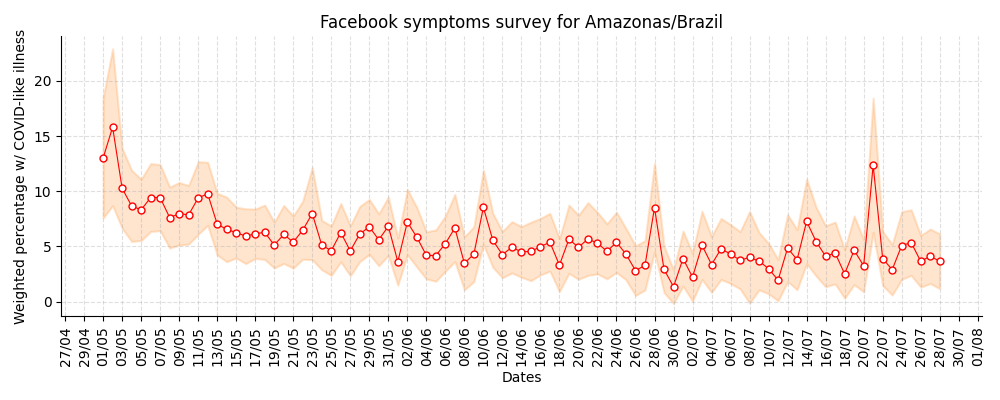 Facebook symptoms survey for Amazonas/Brazil
Weighted percentage w/ COVID-like illness
20
15
10
5
0
27/04 29/04 01/05 03/05 05/05 07/05 09/05 11/05 13/05 15/05 17/05 19/05 21/05 23/05 25/05 27/05 29/05 31/05 02/06 04/06 06/06 08/06 10/06 12/06 14/06 16/06 18/06 20/06 22/06 24/06 26/06 28/06 30/06 02/07 04/07 06/07 08/07 10/07 12/07 14/07 16/07 18/07 20/07 22/07 24/07 26/07 28/07 30/07 01/08
Dates